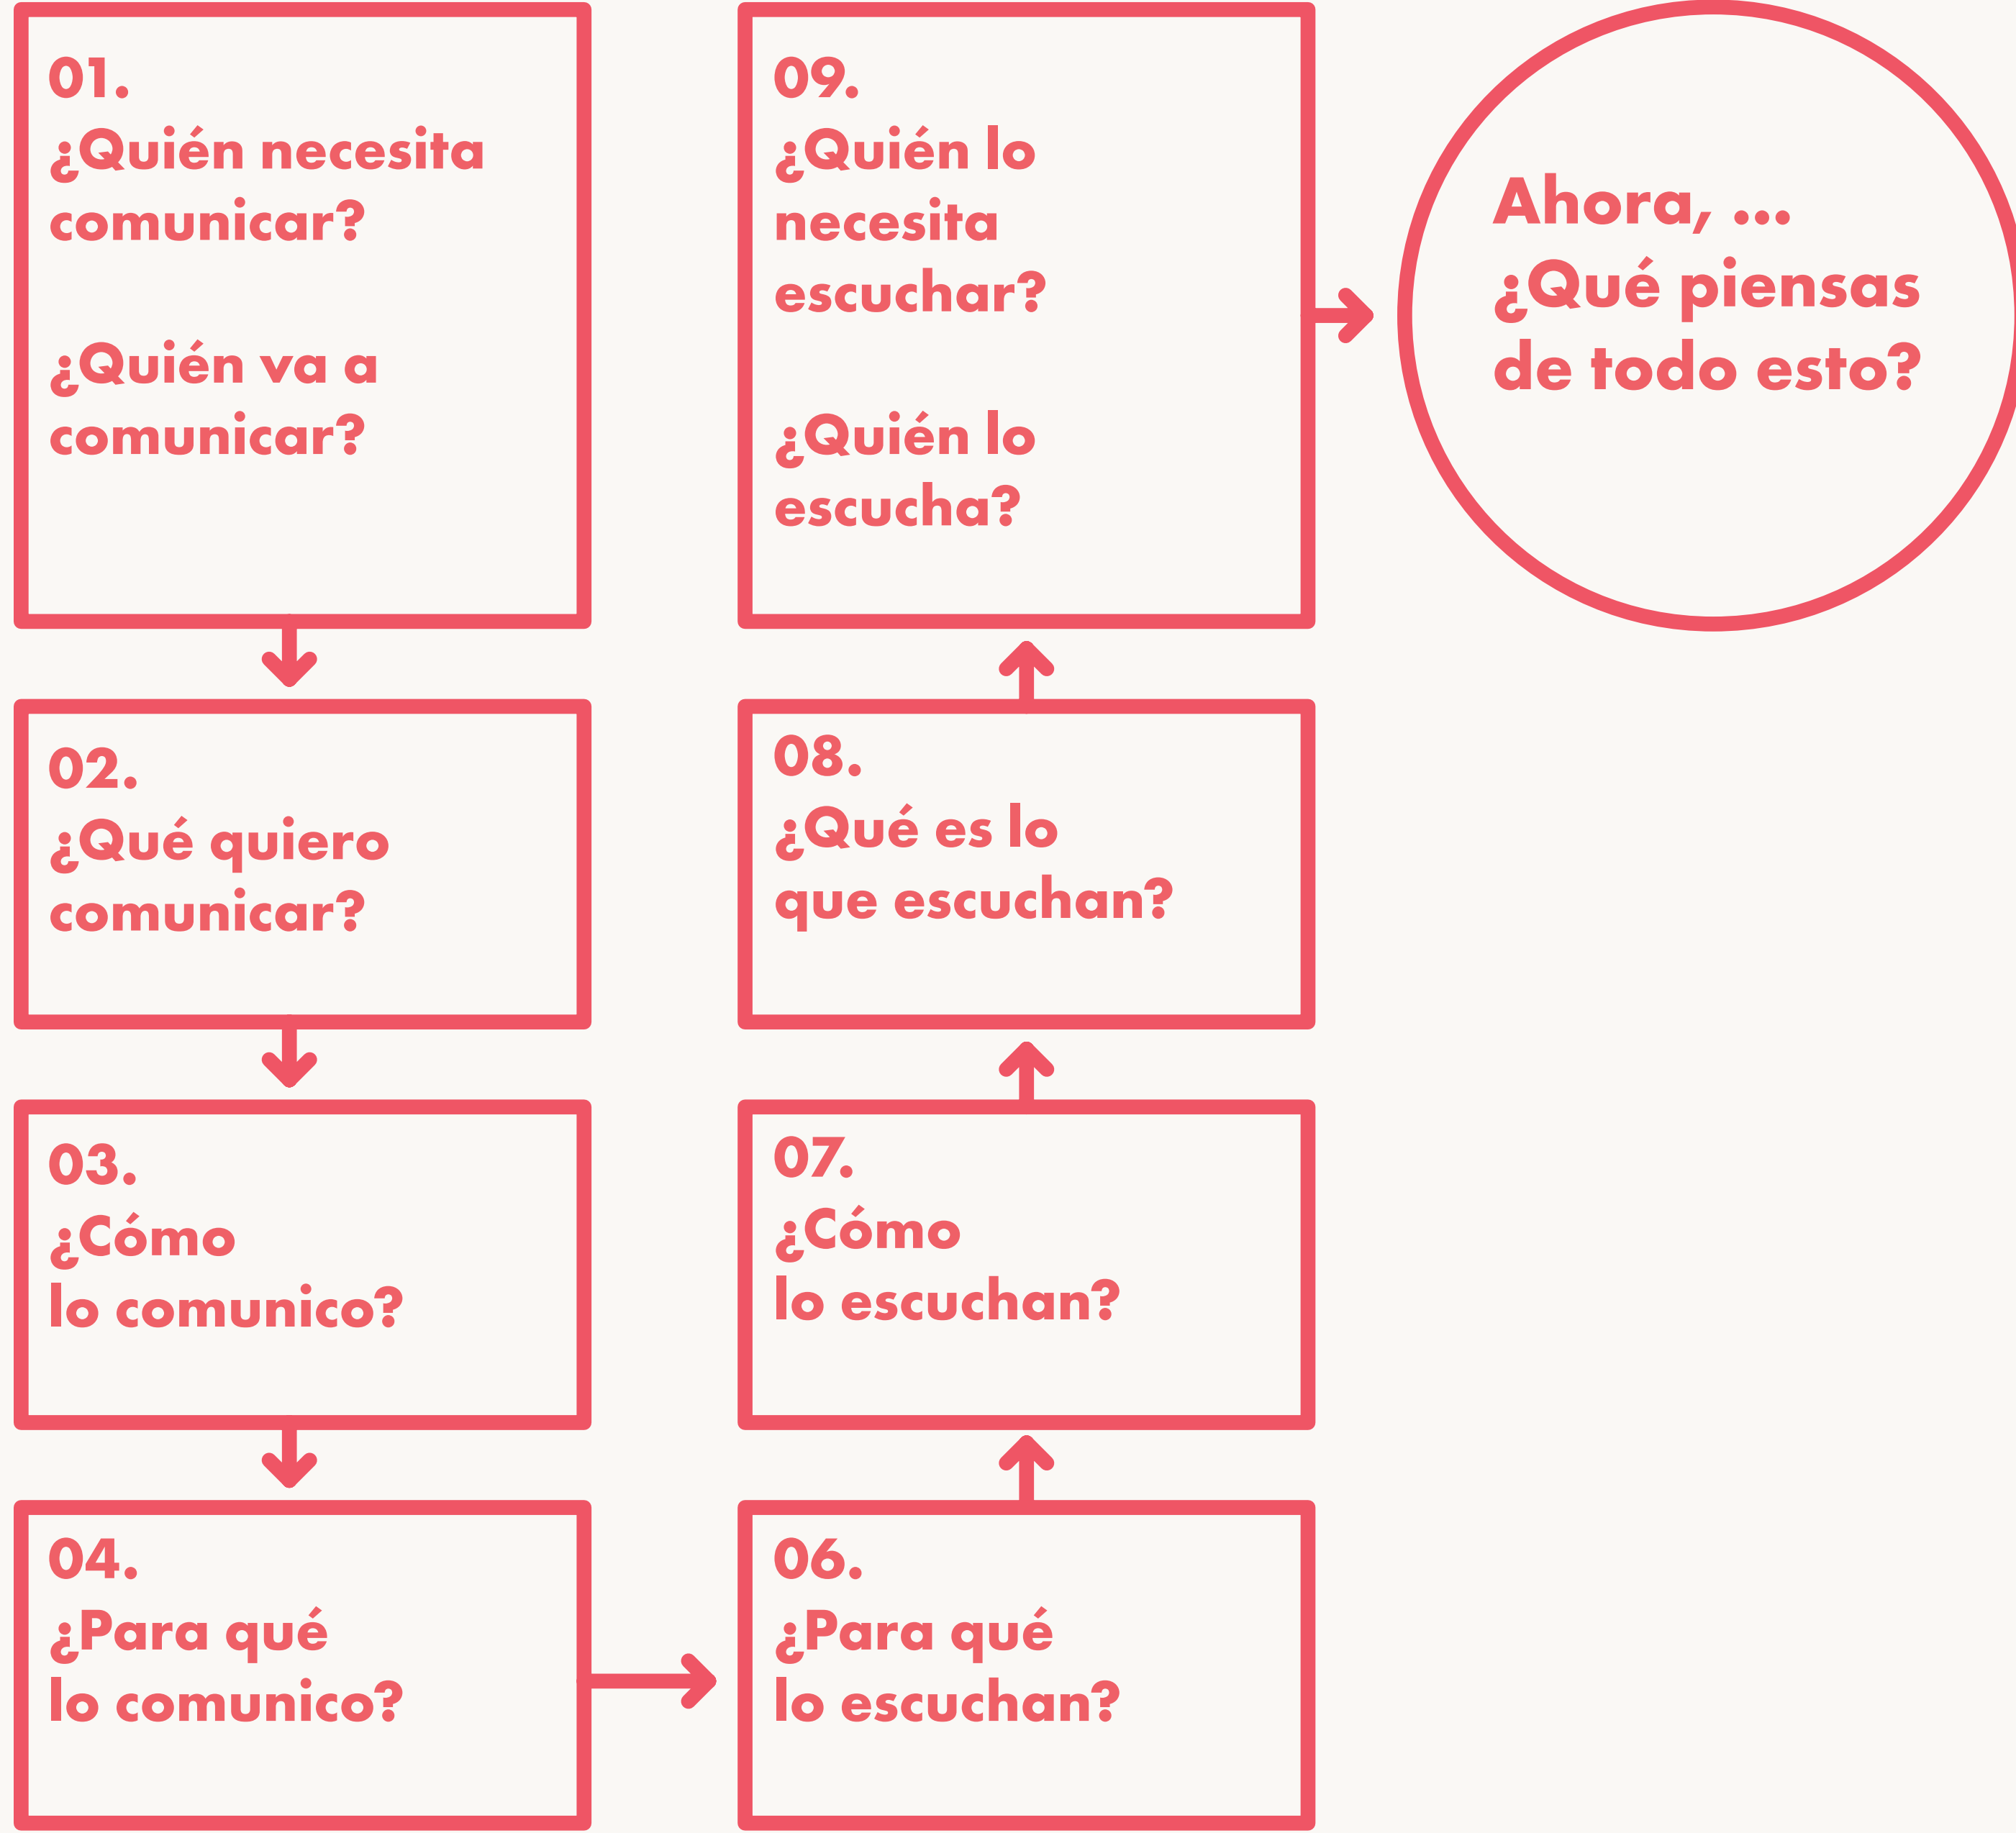 01.
¿Quién necesita
comunicar?
¿Quién va a
comunicar?
02.
¿Qué quiero
comunicar?
03.
¿Cómo
lo comunico?
04.
¿Para qué
lo comunico?
06.
¿Para qué
lo escuchan?
07.
¿Cómo
lo escuchan?
08.
¿Qué es lo
que escuchan?
09.
¿Quién lo
necesita
escuchar?
¿Quién lo
escucha?
Ahora, ...
¿Qué piensas
de todo esto?